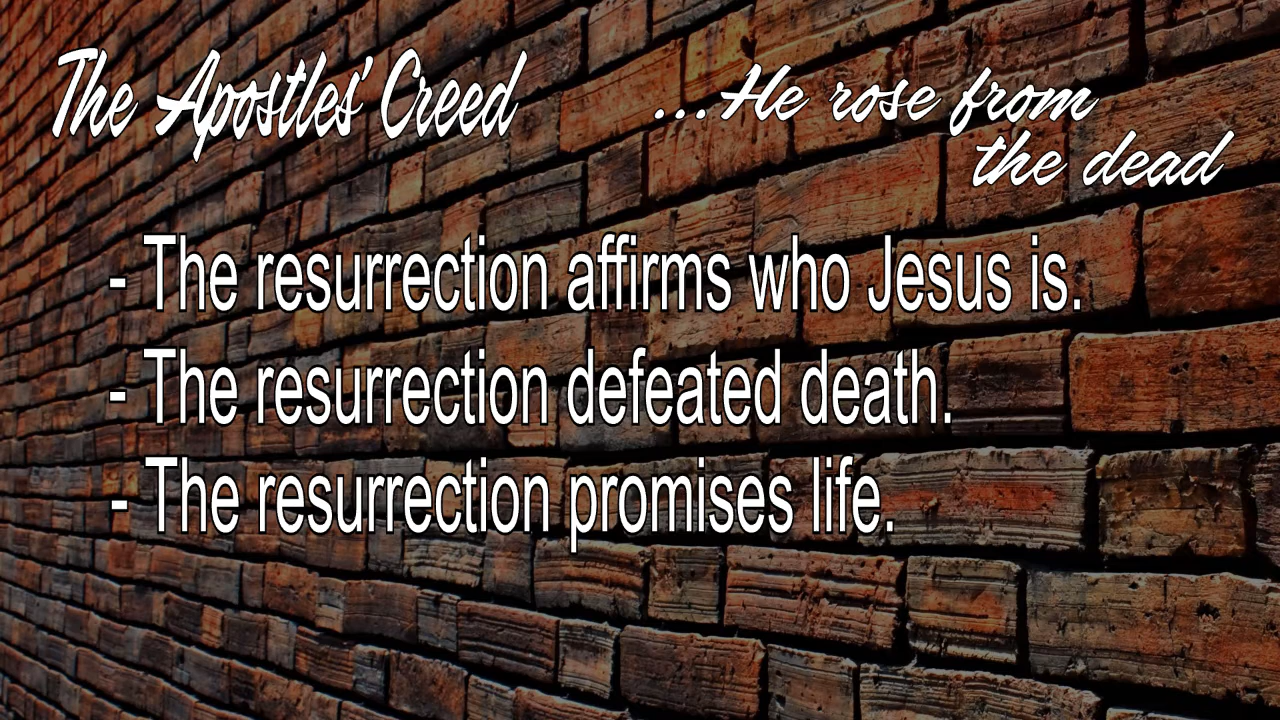 The Apostles' Creed
...He rose from
the dead
- The resurrection affirms who Jesus is.
- The resurrection defeated death.
- The resurrection promises life.